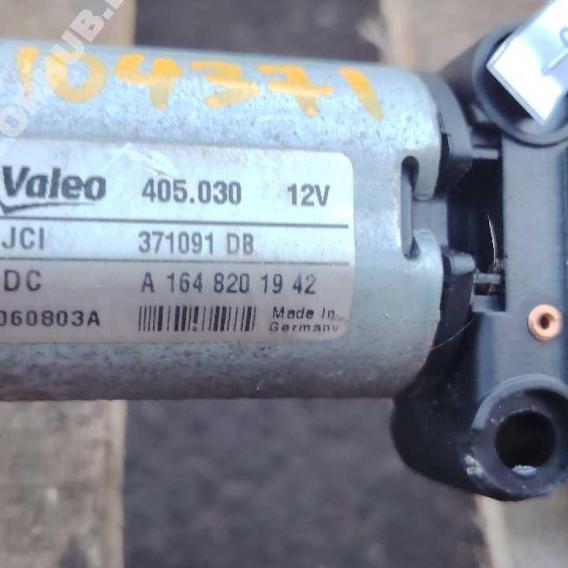 104371
Valeo 405.030 12V
JCI 371091 DB
DC A 164 820 19 42
060803A Made In
Germany